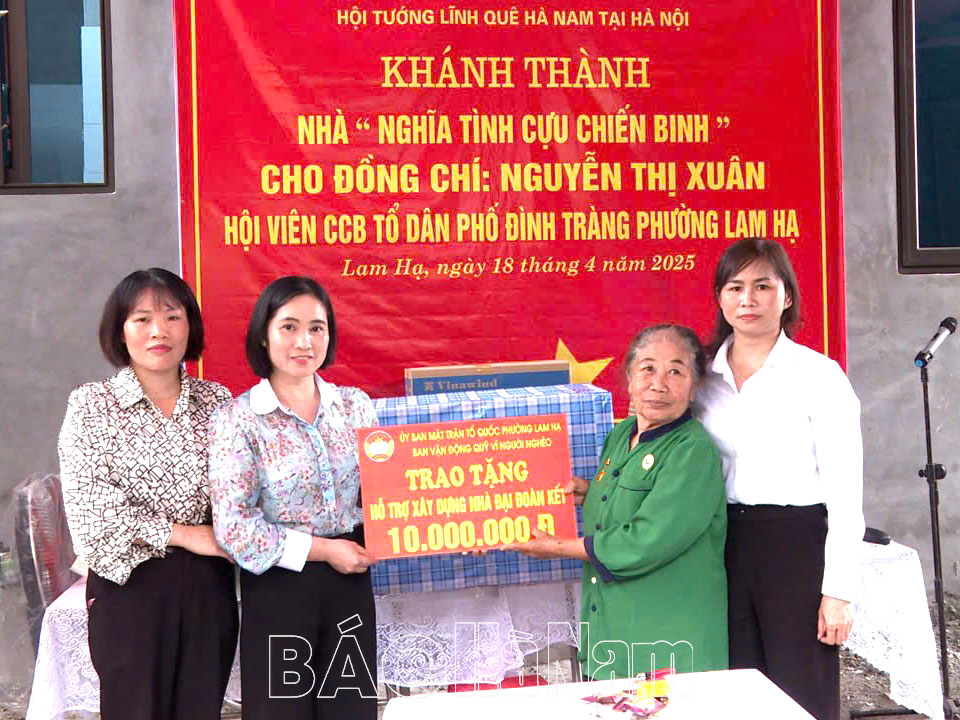 HỘI TƯỚNG LĨNH QUÊ HÀ NAM TẠI HÀ NỘI
KHÁNH THÀNH
NHÀ “ NGHĨA TÌNH CỰU CHIẾN BINH ”
CHO ĐỒNG CHÍ: NGUYỄN THỊ XUÂN
HỘI VIÊN CCB TỔ DÂN PHỐ ĐÌNH TRÀNG PHƯỜNG LAM HẠ
Lam Hạ, ngày 18 tháng 4 năm 2025
Vinawind
ỦY BAN MẶT TRẬN TỔ QUỐC PHƯỜNG LAM HẠ
BAN VẬN ĐỘNG QUỸ VÌ NGƯỜI NGHÈO
TRAO TẶNG
HỖ TRỢ XÂY DỰNG NHÀ ĐẠI ĐOÀN KẾT
10.000.000 Đ
BÁO Hà Nam